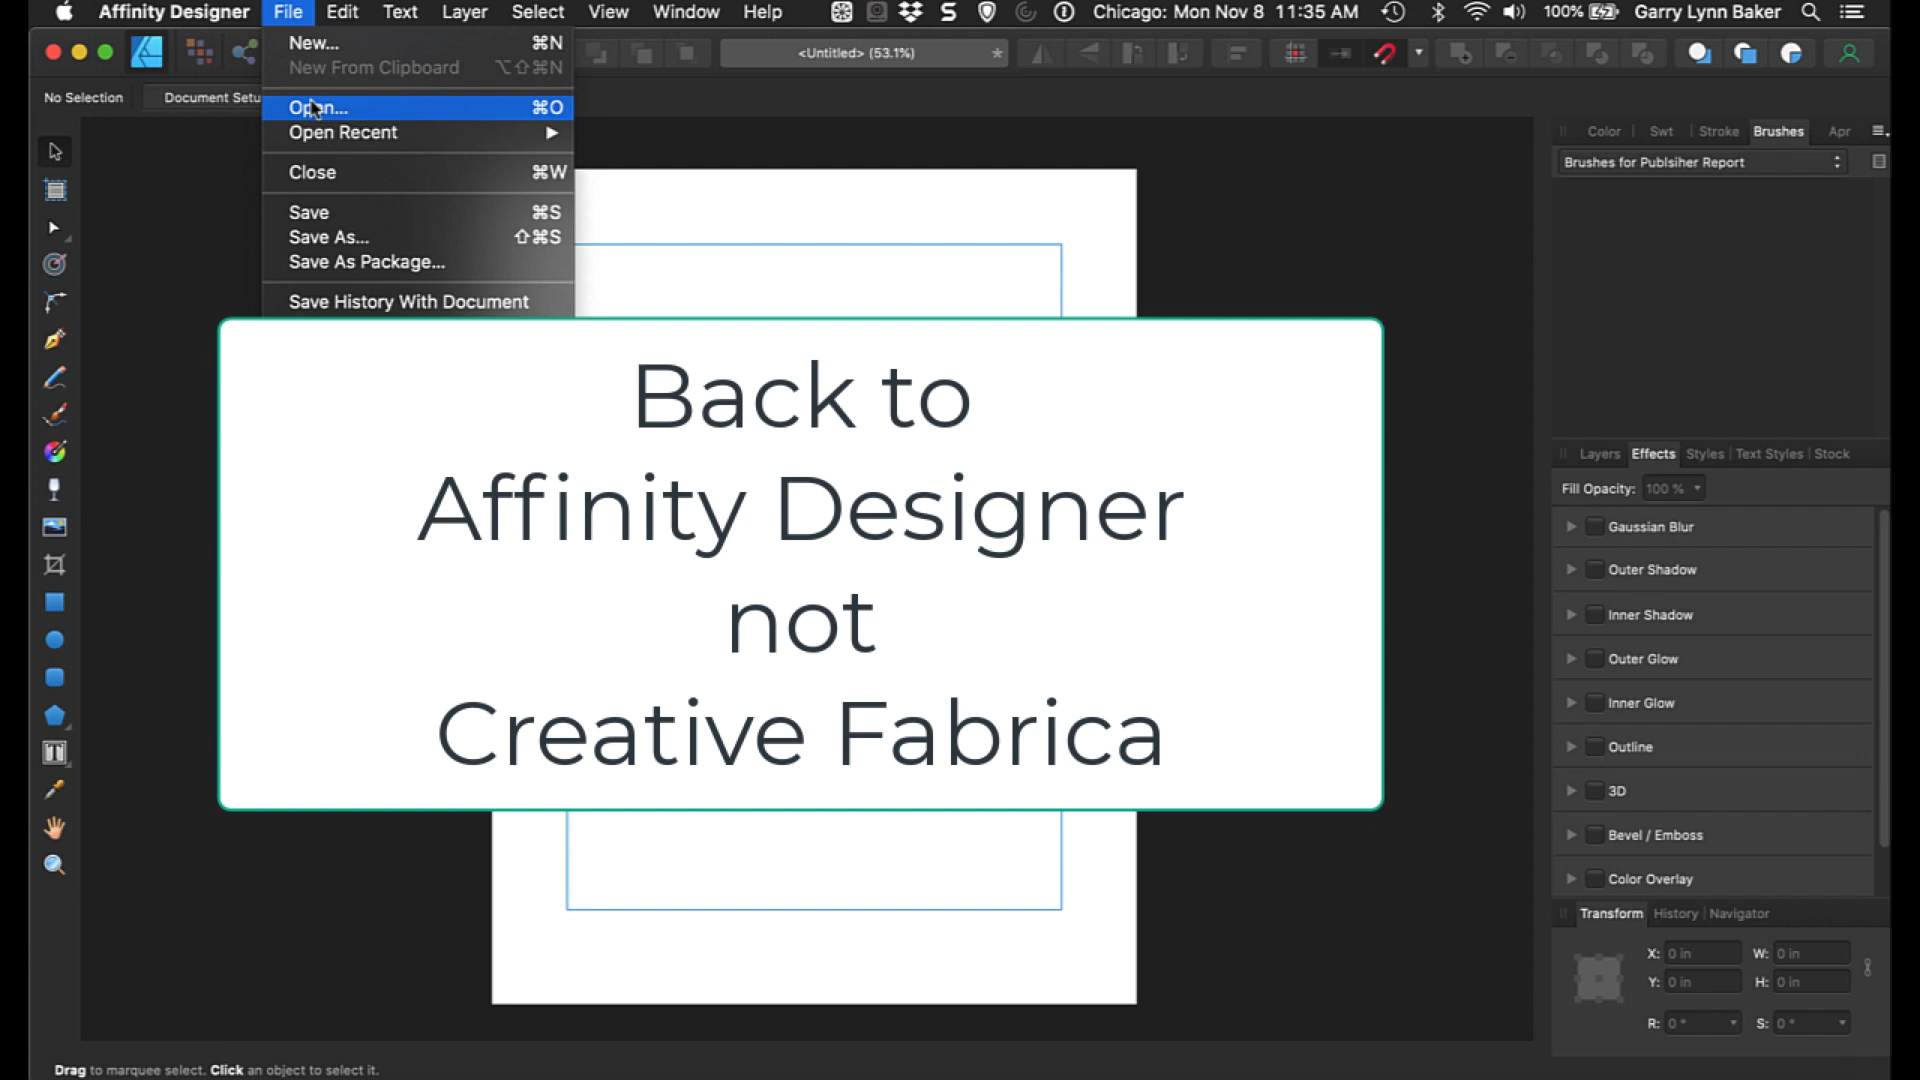 Affinity Designer File Edit Text Layer Select View Window Help Chicago: Mon Nov 8 11:35 AM 100% Garry Lynn Baker
New... ⌘N
<Untitled> (53.1%) *
New From Clipboard ⌥⇧⌘N
No Selection Document Setu
Open... ⌘O
Open Recent
Color Swt Stroke Brushes Apr
Brushes for Publsiher Report
Close ⌘W
Save ⌘S
Save As... ⇧⌘S
Save As Package...
Save History With Document
Back to
Affinity Designer
not
Creative Fabrica
Layers Effects Styles Text Styles Stock
Fill Opacity: 100 %
Gaussian Blur
Outer Shadow
Inner Shadow
Outer Glow
Inner Glow
Outline
3D
Bevel / Emboss
Color Overlay
Transform History Navigator
X: 0 in W: 0 in
Y: 0 in H: 0 in
R: 0 ° S: 0 °
Drag to marquee select. Click an object to select it.